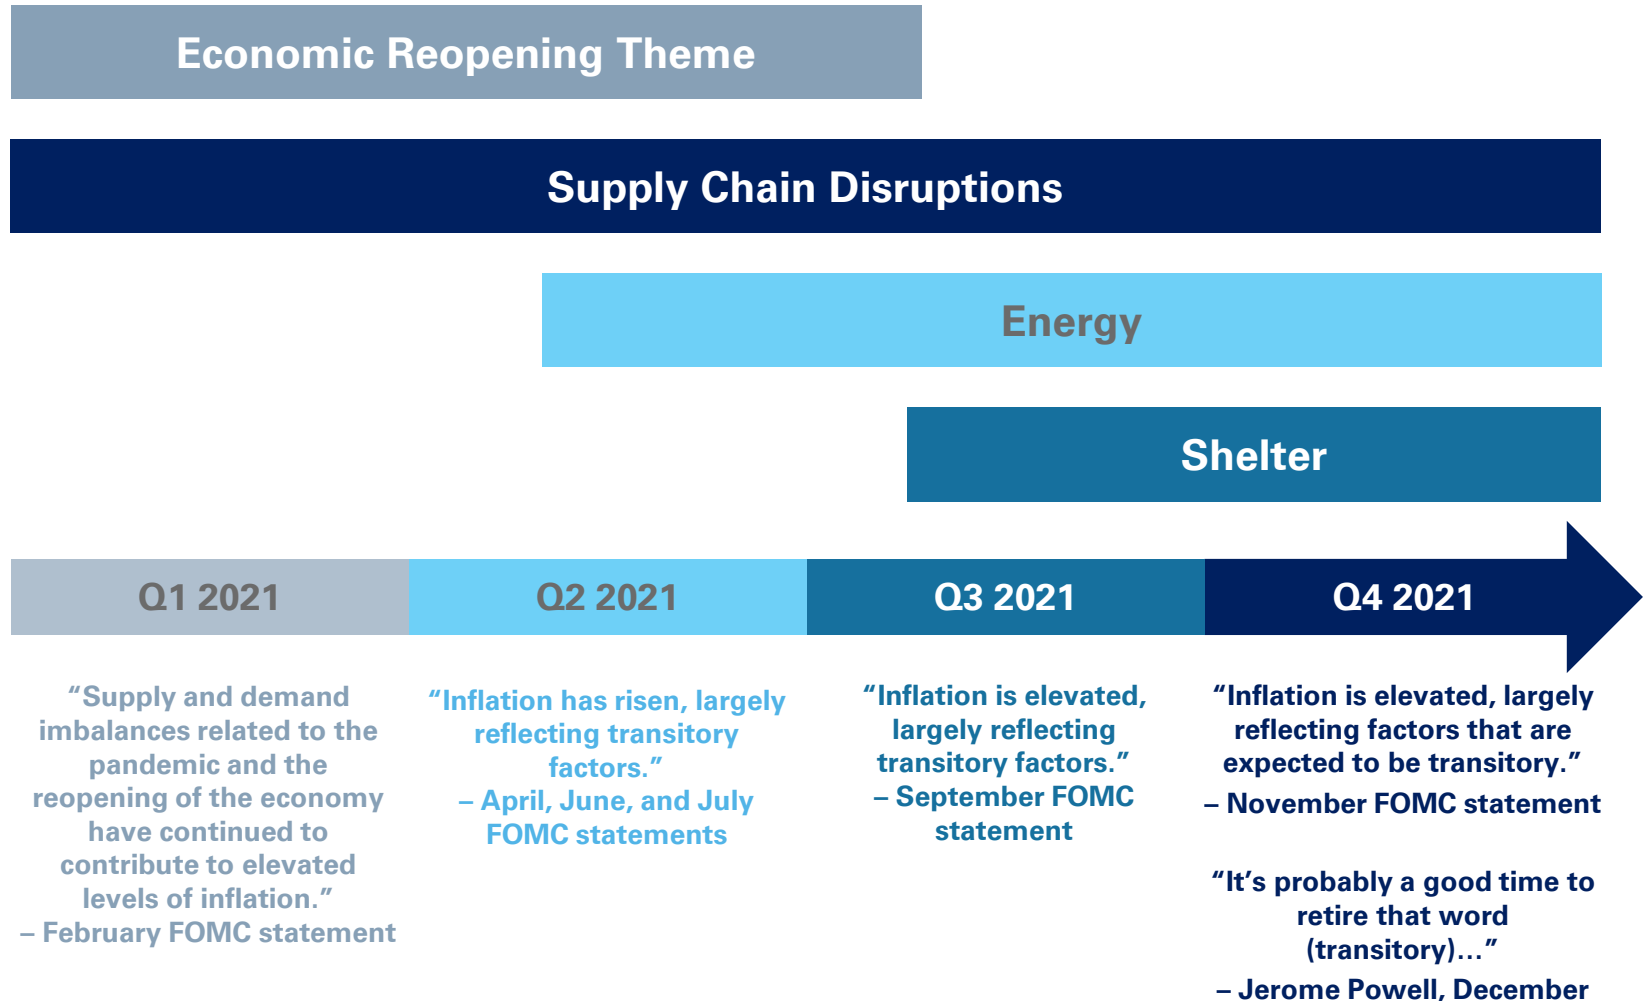 Economic Reopening Theme
Supply Chain Disruptions
Energy
Shelter
Q1 2021
Q2 2021
Q3 2021
Q4 2021
“Supply and demand
imbalances related to the
pandemic and the
reopening of the economy
have continued to
contribute to elevated
levels of inflation.”
– February FOMC statement
“Inflation has risen, largely
reflecting transitory
factors.”
– April, June, and July
FOMC statements
“Inflation is elevated,
largely reflecting
transitory factors.”
– September FOMC
statement
“Inflation is elevated, largely
reflecting factors that are
expected to be transitory.”
– November FOMC statement
“It’s probably a good time to
retire that word
(transitory)…”
– Jerome Powell, December